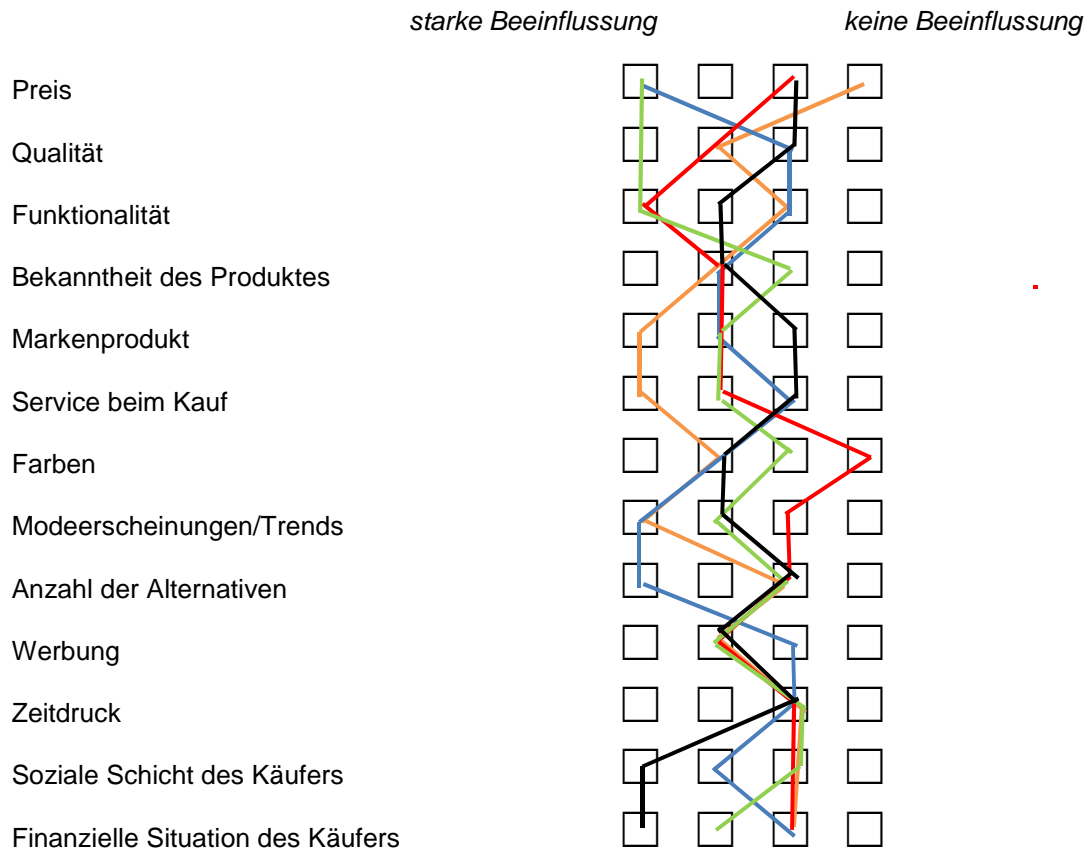 starke Beeinflussung keine Beeinflussung
Preis
Qualität
Funktionalität
Bekanntheit des Produktes
Markenprodukt
Service beim Kauf
Farben
Modeerscheinungen/Trends
Anzahl der Alternativen
Werbung
Zeitdruck
Soziale Schicht des Käufers
Finanzielle Situation des Käufers